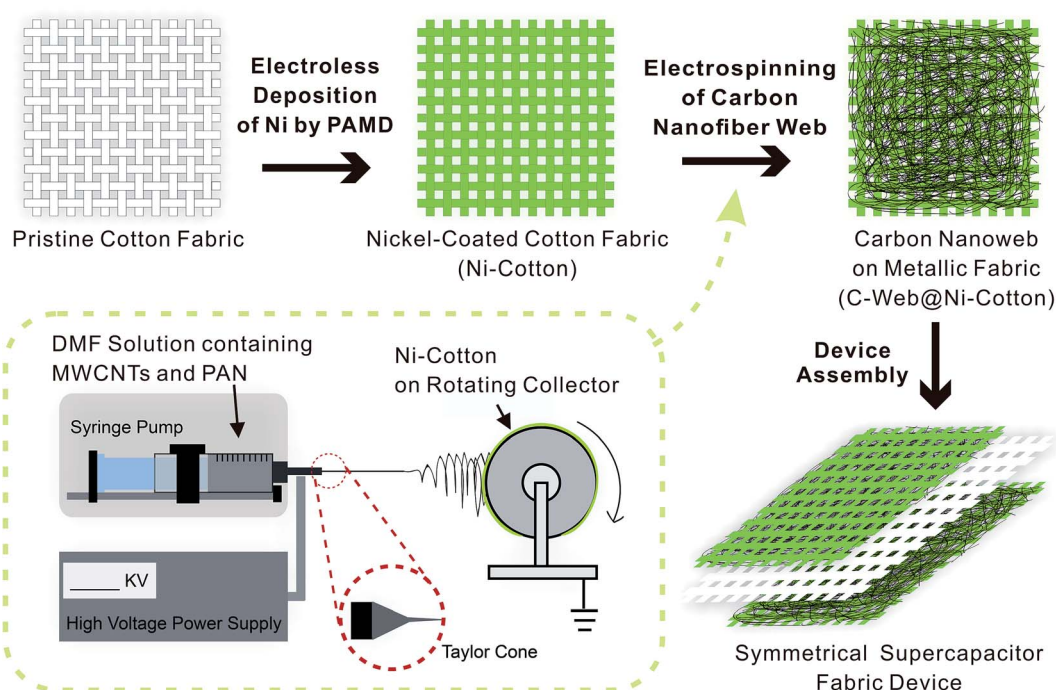 Pristine Cotton Fabric
Electroless
Deposition
of Ni by PAMD
Nickel-Coated Cotton Fabric
(Ni-Cotton)
Electrospinning
of Carbon
Nanofiber Web
Carbon Nanoweb
on Metallic Fabric
(C-Web@Ni-Cotton)
Device
Assembly
DMF Solution containing
MWCNTs and PAN
Syringe Pump
Ni-Cotton
on Rotating Collector
KV
High Voltage Power Supply
Taylor Cone
Symmetrical Supercapacitor
Fabric Device